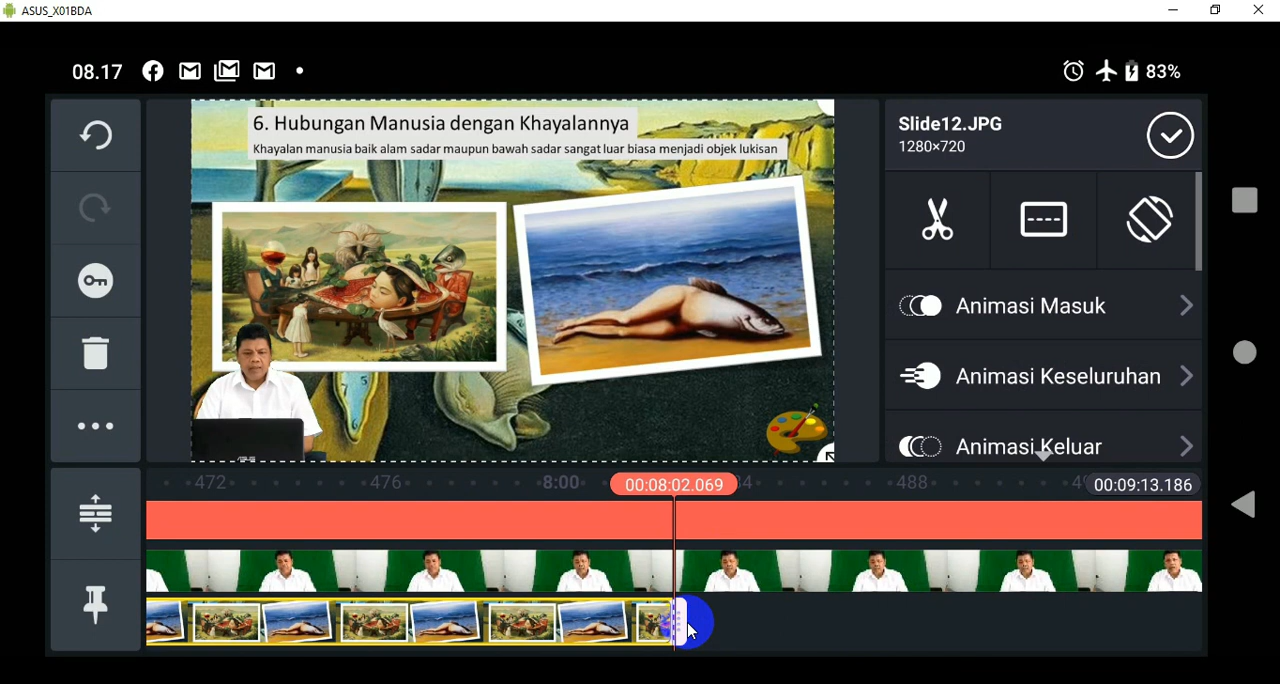 ASUS_X01BDA
08.17
83%
6. Hubungan Manusia dengan Khayalannya
Khayalan manusia baik alam sadar maupun bawah sadar sangat luar biasa menjadi objek lukisan
Slide12.JPG
1280×720
Animasi Masuk
Animasi Keseluruhan
Animasi Keluar
472 476 8:00 00:08:02.069 488 00:09:13.186